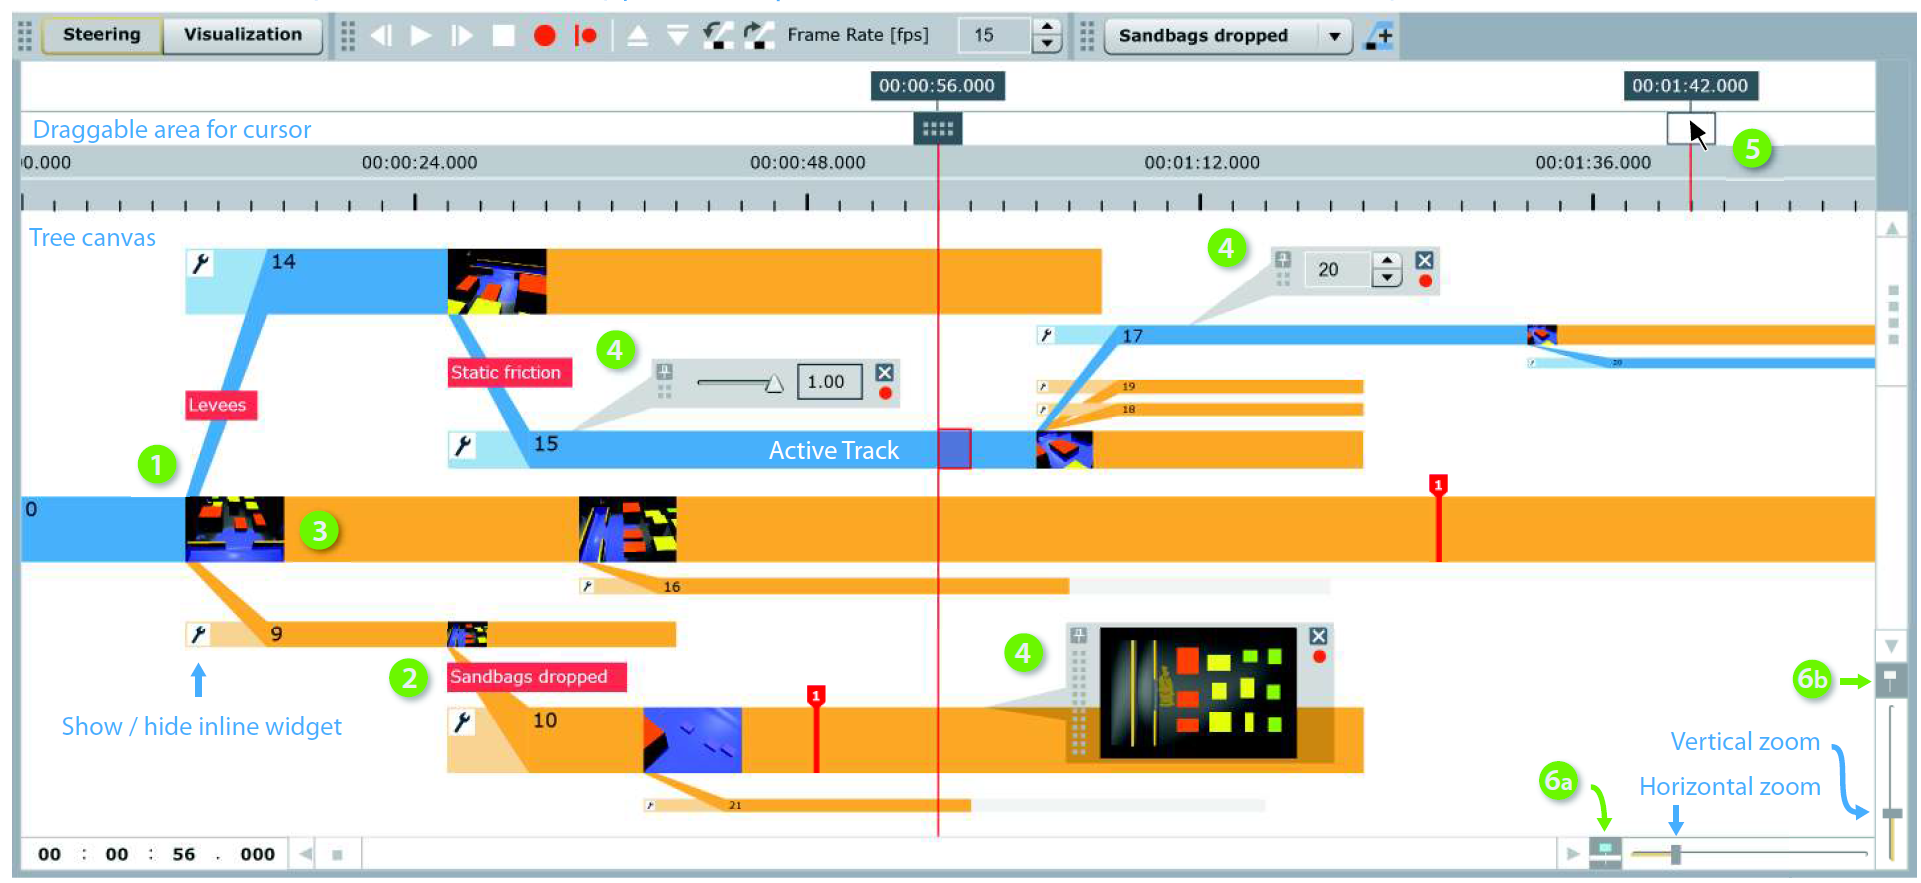 Steering
Visualization
Frame Rate [fps]
15
Sandbags dropped
00:00:56.000
00:01:42.000
Draggable area for cursor
5
0.000
00:00:24.000
00:00:48.000
00:01:12.000
00:01:36.000
Tree canvas
4
14
20
4
17
Static friction
1.00
20
19
Levees
18
15
Active Track
1
1
0
3
16
9
4
2
Sandbags dropped
6b
1
Show / hide inline widget
10
Vertical zoom
6a
Horizontal zoom
21
00 : 00 : 56 . 000